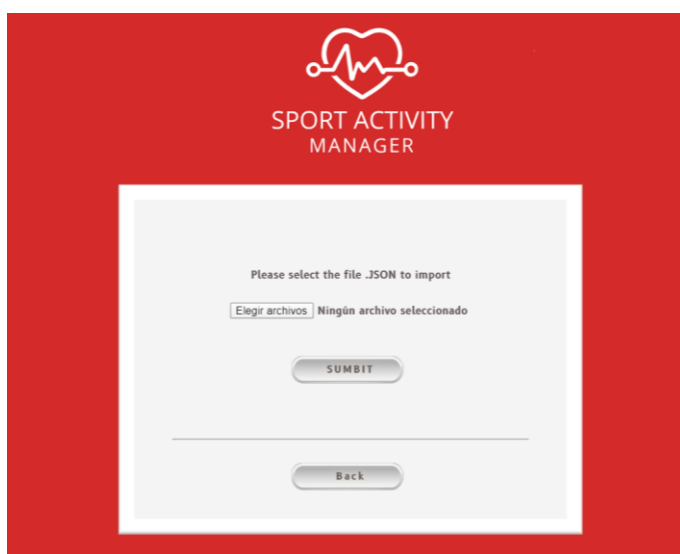 SPORT ACTIVITY
MANAGER
Please select the file .JSON to import
Elegir archivos Ningún archivo seleccionado
SUMBIT
Back